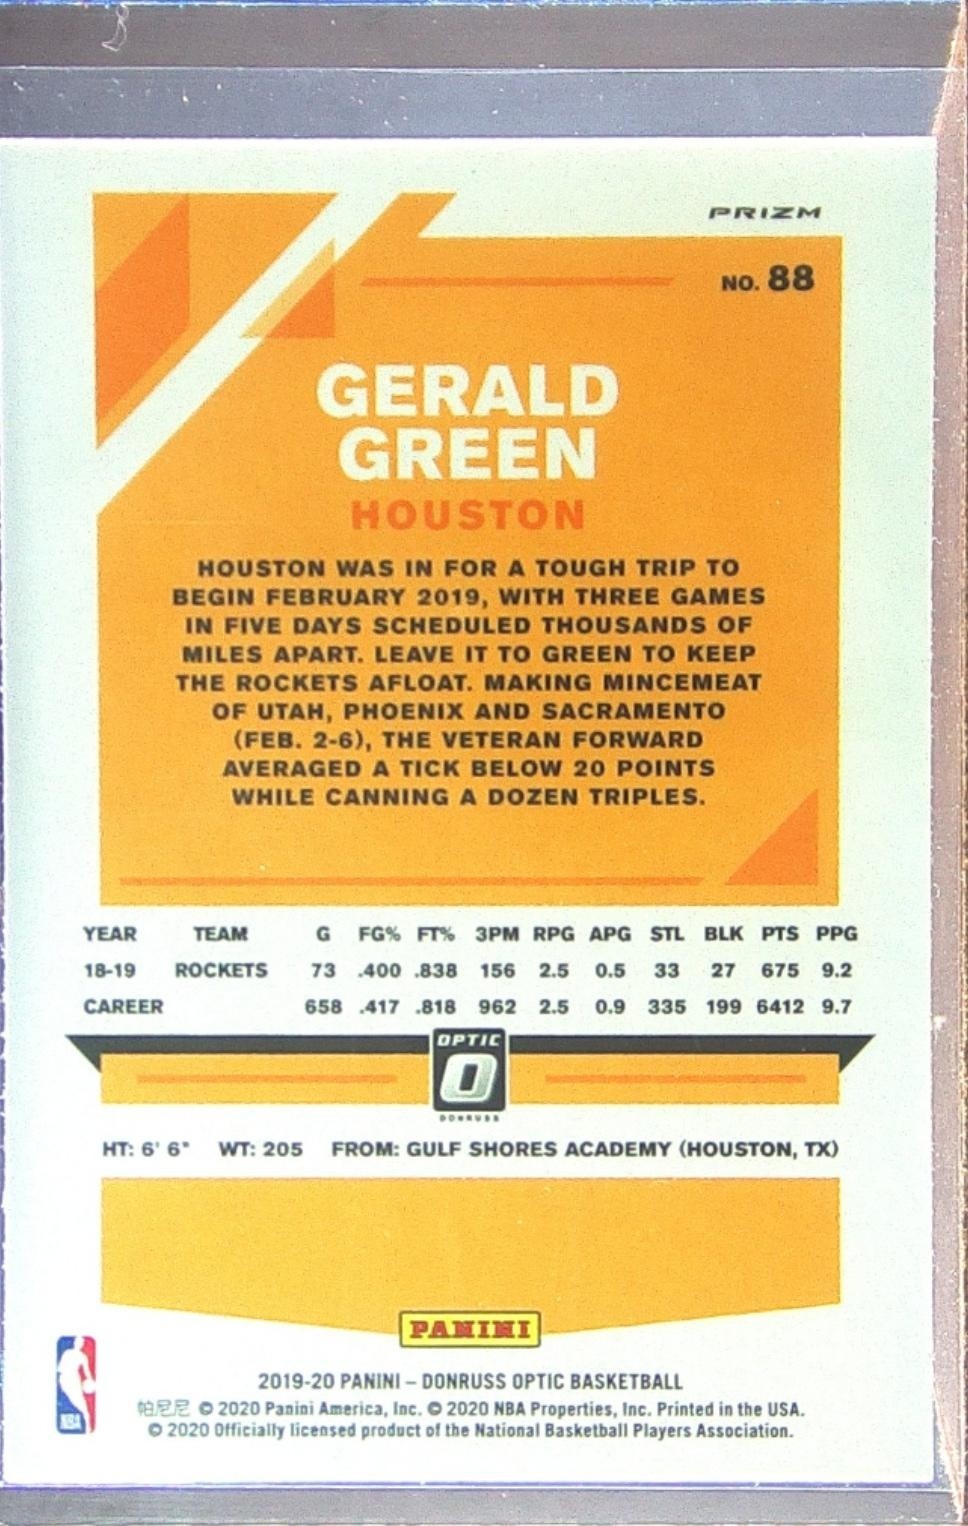 PRIZM
NO. 88
GERALD
GREEN
HOUSTON
HOUSTON WAS IN FOR A TOUGH TRIP TO
BEGIN FEBRUARY 2019, WITH THREE GAMES
IN FIVE DAYS SCHEDULED THOUSANDS OF
MILES APART. LEAVE IT TO GREEN TO KEEP
THE ROCKETS AFLOAT. MAKING MINCEMEAT
OF UTAH, PHOENIX AND SACRAMENTO
(FEB. 2-6), THE VETERAN FORWARD
AVERAGED A TICK BELOW 20 POINTS
WHILE CANNING A DOZEN TRIPLES.
YEAR TEAM G FG% FT% 3PM RPG APG STL BLK PTS PPG
18-19 ROCKETS 73 .400 .838 156 2.5 0.5 33 27 675 9.2
CAREER 658 .417 .818 962 2.5 0.9 335 199 6412 9.7
OPTIC
O
DONRUSS
HT: 6' 6" WT: 205 FROM: GULF SHORES ACADEMY (HOUSTON, TX)
PANINI
NBA
2019-20 PANINI – DONRUSS OPTIC BASKETBALL
帕尼尼 © 2020 Panini America, Inc. © 2020 NBA Properties, Inc. Printed in the USA.
© 2020 Officially licensed product of the National Basketball Players Association.